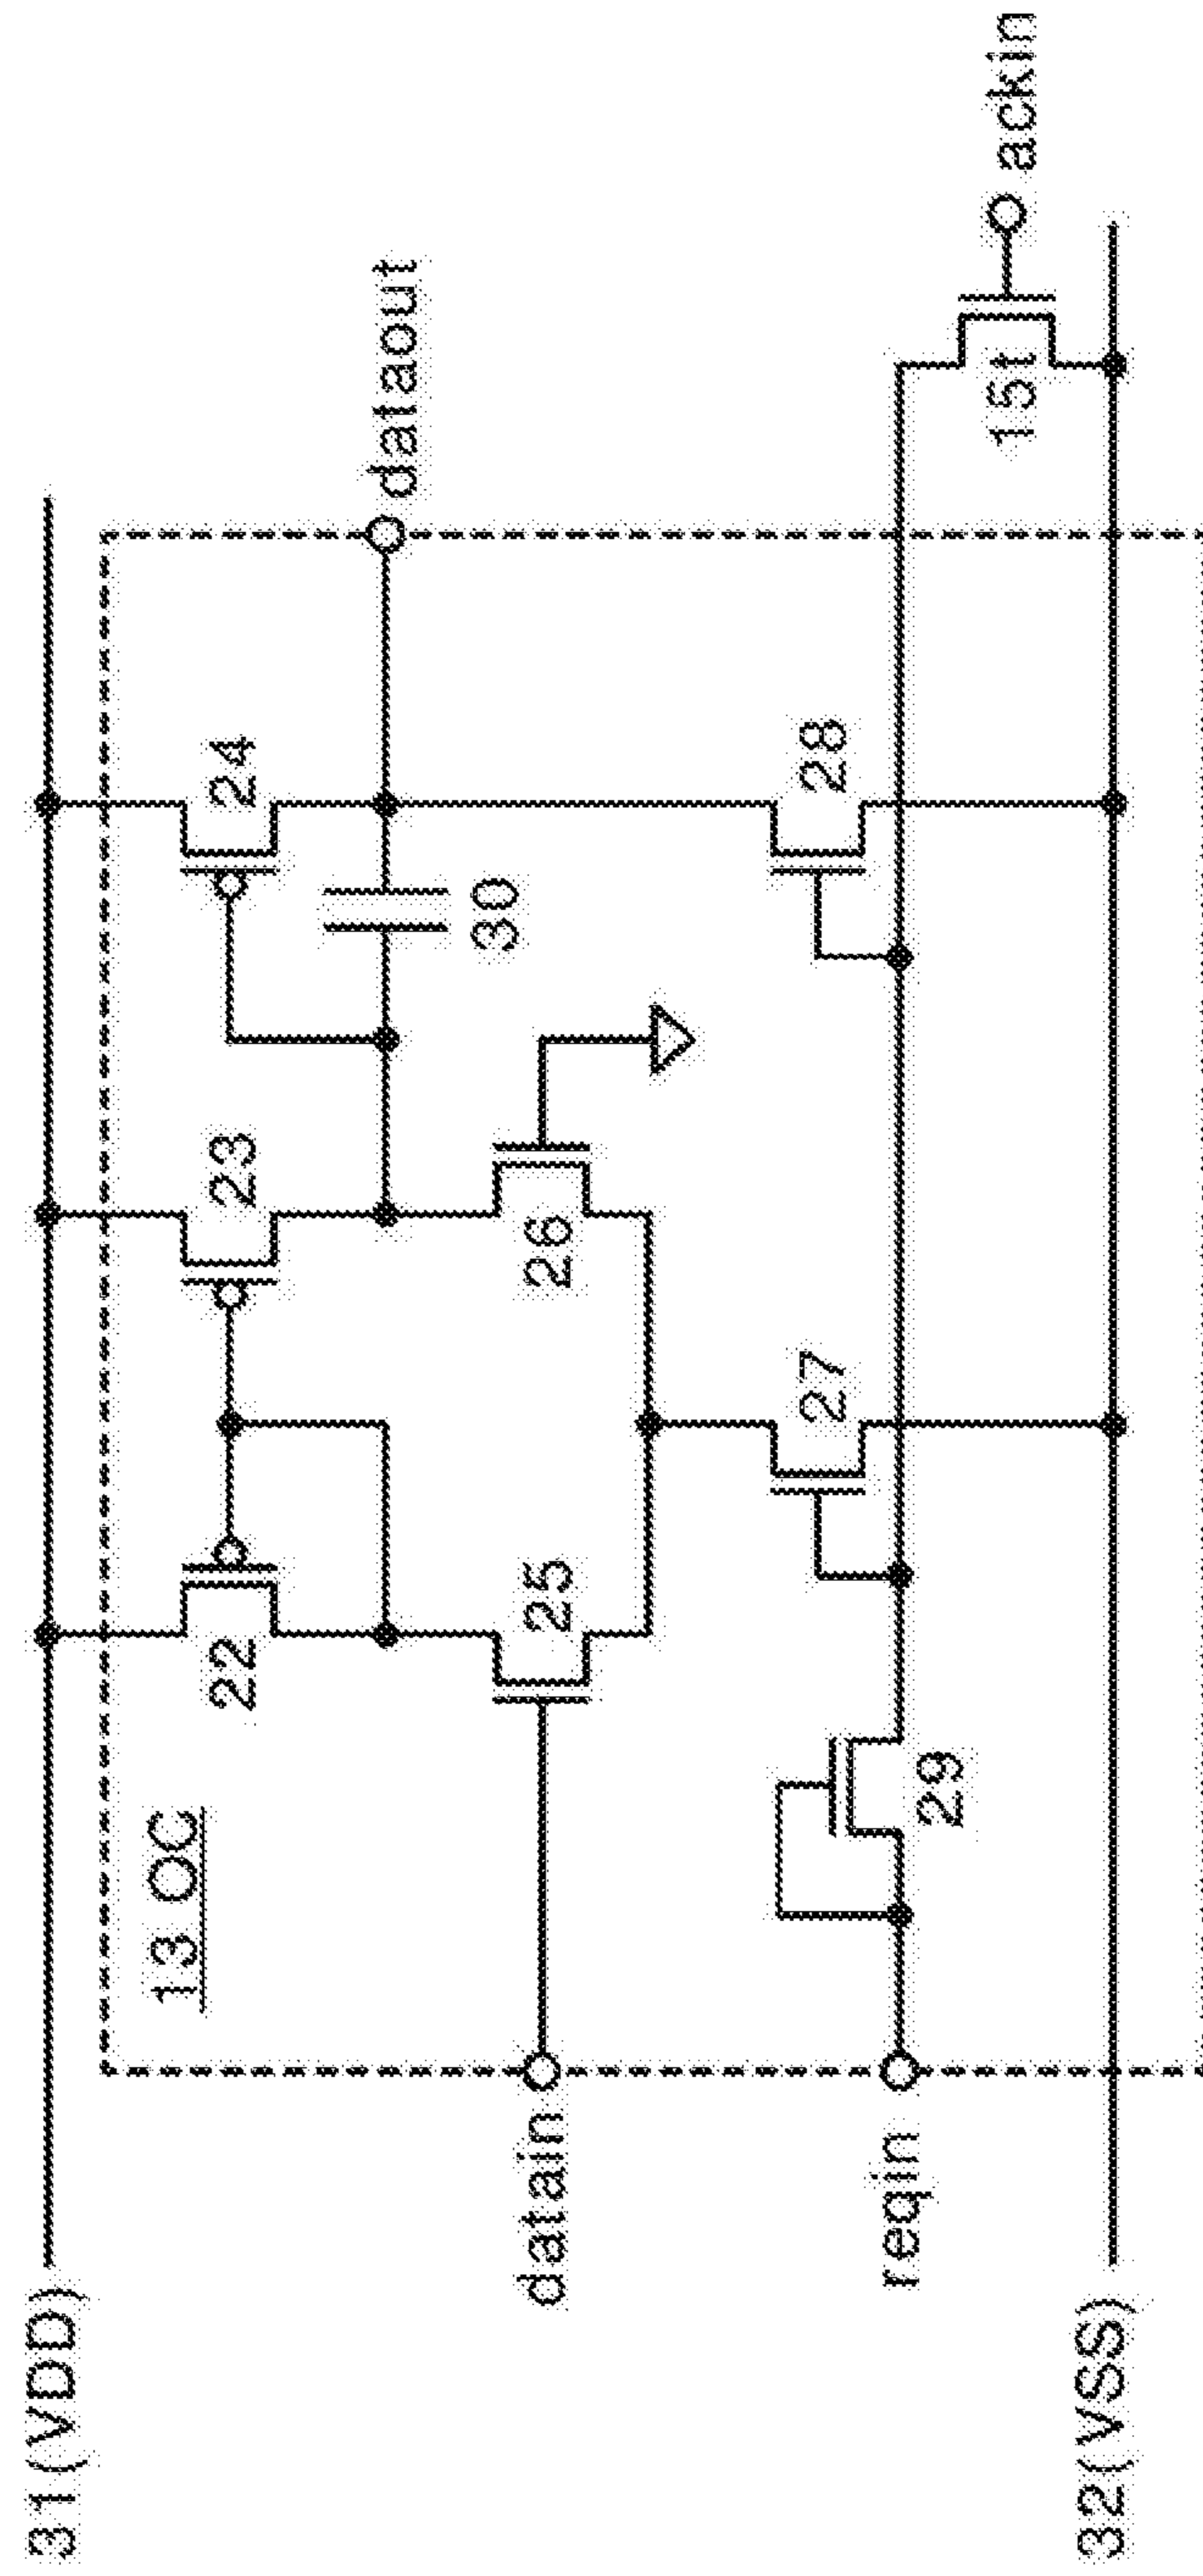 31(VDD)
13 OC
22
23
24
30
datain
25
26
dataout
reqin
29
27
28
15t
ackin
32(VSS)